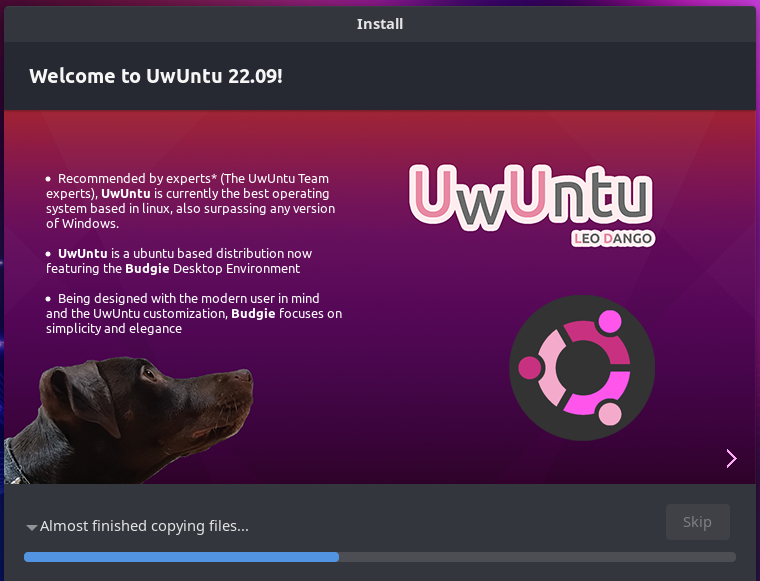 Install
Welcome to UwUntu 22.09!
• Recommended by experts* (The UwUntu Team
experts), UwUntu is currently the best operating
system based in linux, also surpassing any version
of Windows.
• UwUntu is a ubuntu based distribution now
featuring the Budgie Desktop Environment
• Being designed with the modern user in mind
and the UwUntu customization, Budgie focuses on
simplicity and elegance
UwUntu
LEO DANGO
Almost finished copying files...
Skip